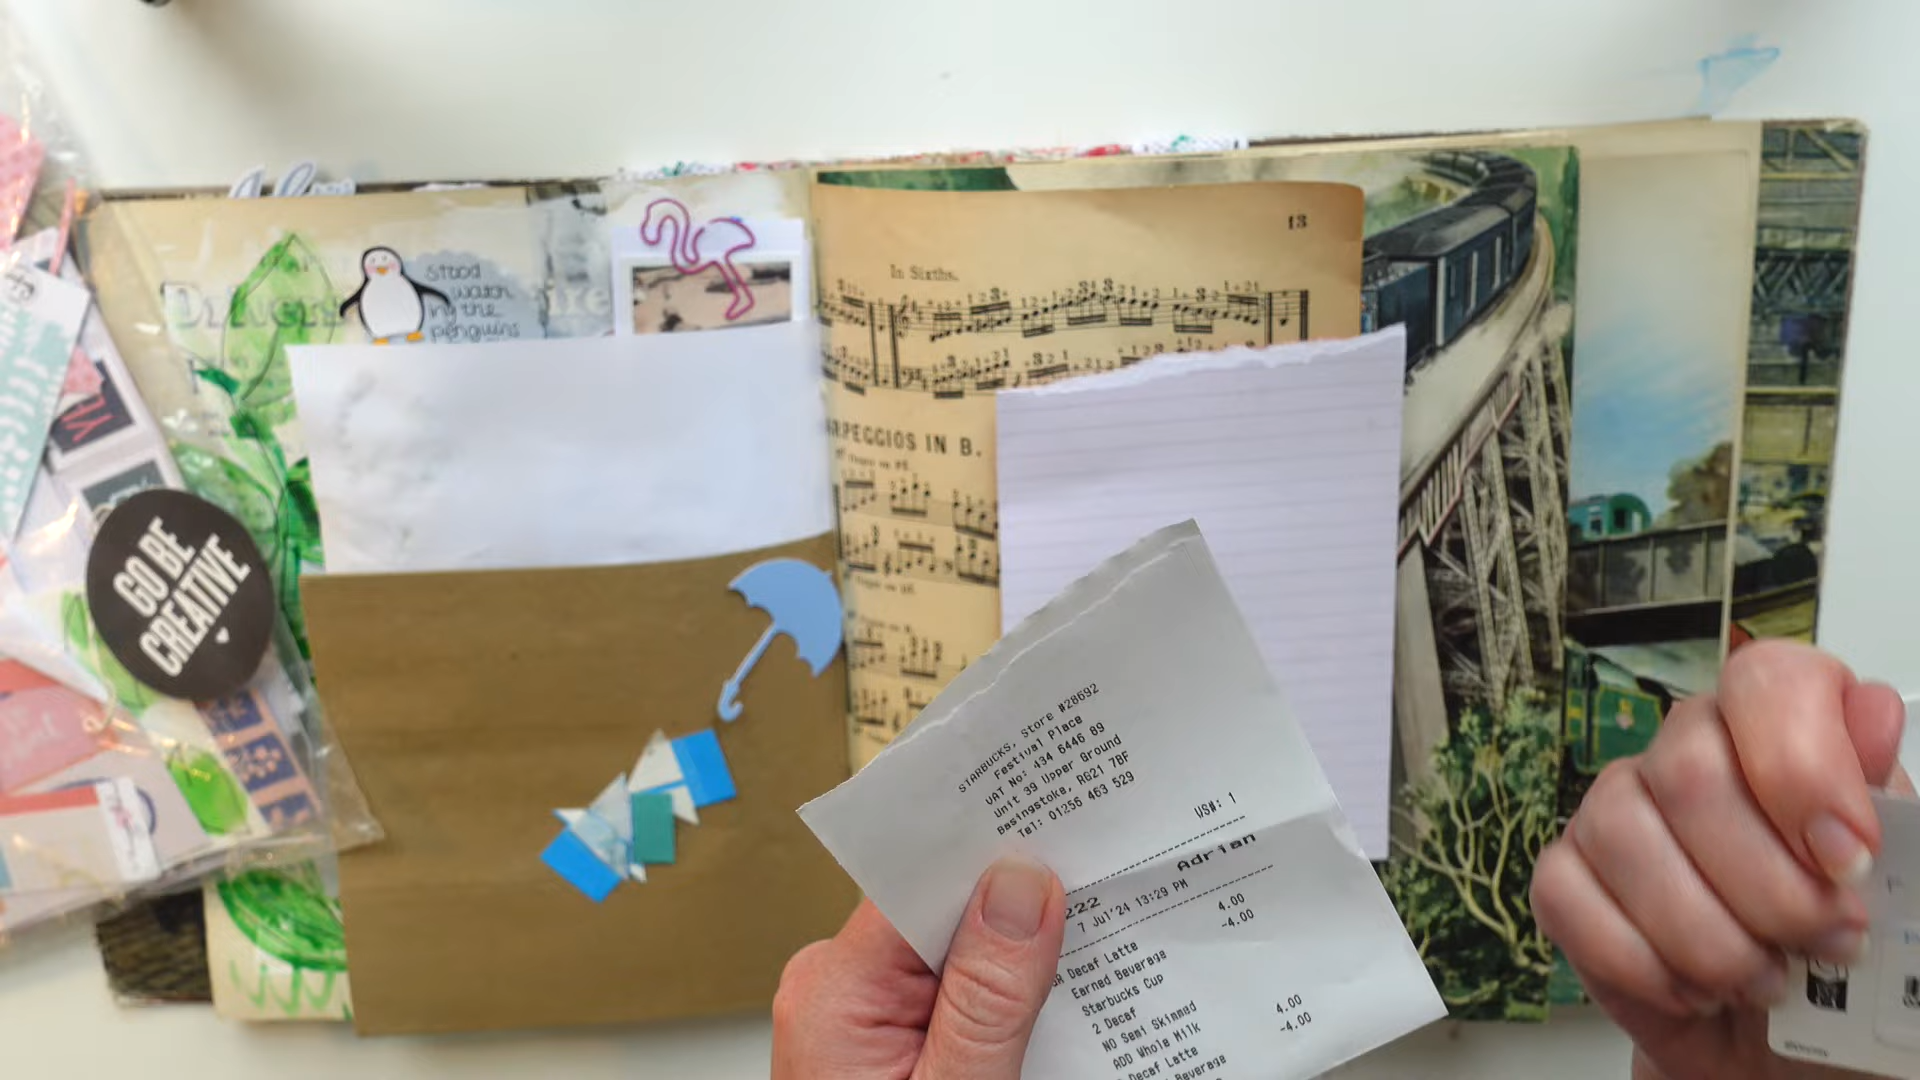 stood
watch
ing the
penguins
GO BE
CREATIVE
13
In Sixths.
ARPEGGIOS IN B.
STARBUCKS, Store #28692
Festival Place
VAT No: 434 6446 89
Unit 39 Upper Ground
Basingstoke, RG21 7BF
Tel: 01256 463 529
USN: 1
Adrian
222
7 Jul'24 13:29 PM
Decaf Latte 4.00
Earned Beverage -4.00
Starbucks Cup
2 Decaf
NO Semi Skimmed
ADD Whole Milk
Decaf Latte 4.00
Beverage -4.00